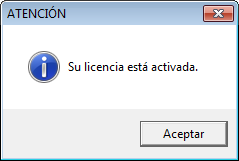 ATENCIÓN
Su licencia está activada.
Aceptar